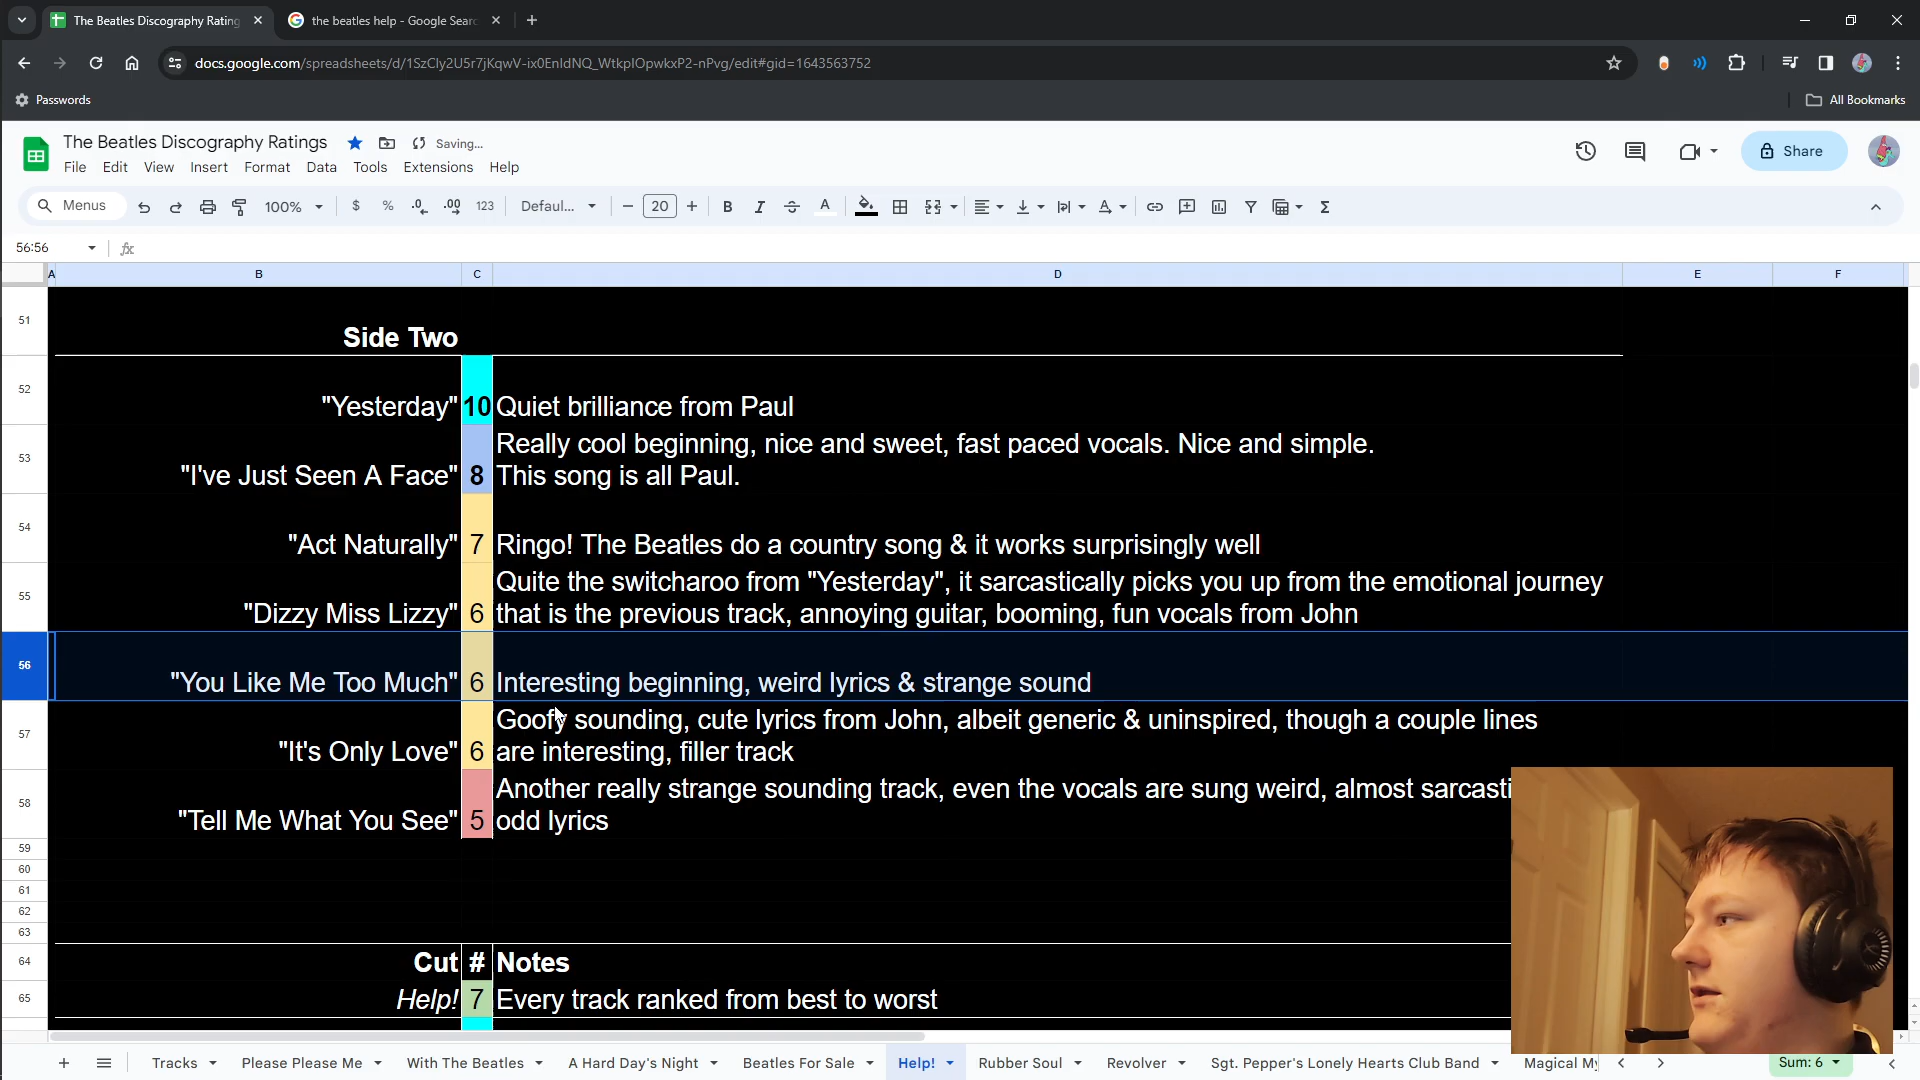 The Beatles Discography Rating
the beatles help - Google Sear
docs.google.com/spreadsheets/d/1SzCly2U5r7jKqwV-ix0EnIdNQ_WtkpIOpwkxP2-nPvg/edit#gid=1643563752
Passwords
All Bookmarks
The Beatles Discography Ratings
Saving...
File Edit View Insert Format Data Tools Extensions Help
Share
Menus 100% $ % .0 .00 123 Defaul... 20 B I A
56:56
fx
A B C D E F
51 Side Two
52 "Yesterday" 10 Quiet brilliance from Paul
53 "I've Just Seen A Face" 8 Really cool beginning, nice and sweet, fast paced vocals. Nice and simple.
This song is all Paul.
54 "Act Naturally" 7 Ringo! The Beatles do a country song & it works surprisingly well
55 "Dizzy Miss Lizzy" 6 Quite the switcharoo from "Yesterday", it sarcastically picks you up from the emotional journey
that is the previous track, annoying guitar, booming, fun vocals from John
56 "You Like Me Too Much" 6 Interesting beginning, weird lyrics & strange sound
57 "It's Only Love" 6 Goofy sounding, cute lyrics from John, albeit generic & uninspired, though a couple lines
are interesting, filler track
58 "Tell Me What You See" 5 Another really strange sounding track, even the vocals are sung weird, almost sarcasti
odd lyrics
59
60
61
62
63
64 Cut # Notes
65 Help! 7 Every track ranked from best to worst
Tracks Please Please Me With The Beatles A Hard Day's Night Beatles For Sale Help! Rubber Soul Revolver Sgt. Pepper's Lonely Hearts Club Band Magical My
Sum: 6